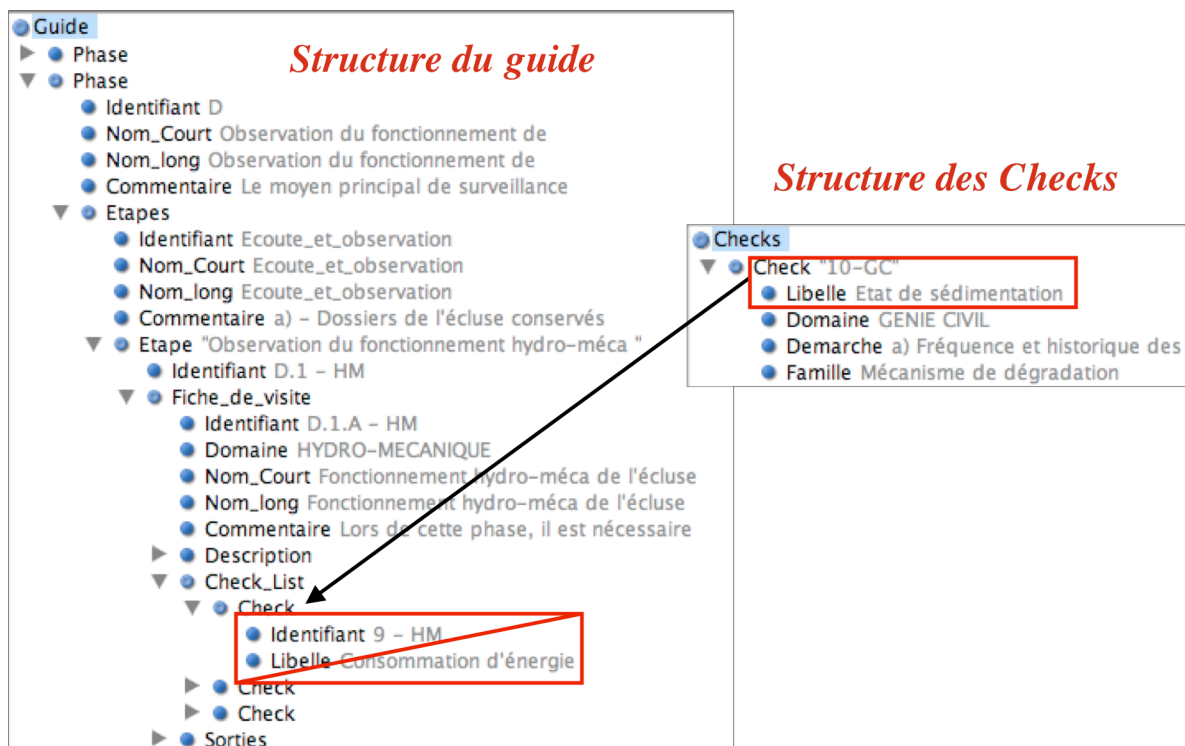 Guide
Phase
Structure du guide
Phase
Identifiant D
Nom_Court Observation du fonctionnement de
Nom_long Observation du fonctionnement de
Commentaire Le moyen principal de surveillance
Etapes
Identifiant Ecoute_et_observation
Nom_Court Ecoute_et_observation
Nom_long Ecoute_et_observation
Commentaire a) – Dossiers de l'écluse conservés
Etape "Observation du fonctionnement hydro-méca "
Identifiant D.1 – HM
Fiche_de_visite
Identifiant D.1.A – HM
Domaine HYDRO-MECANIQUE
Nom_Court Fonctionnement hydro-méca de l'écluse
Nom_long Fonctionnement hydro-méca de l'écluse
Commentaire Lors de cette phase, il est nécessaire
Description
Check_List
Check
Identifiant 9 – HM
Libelle Consommation d'énergie
Check
Check
Sorties
Structure des Checks
Checks
Check "10-GC"
Libelle Etat de sédimentation
Domaine GENIE CIVIL
Demarche a) Fréquence et historique des
Famille Mécanisme de dégradation